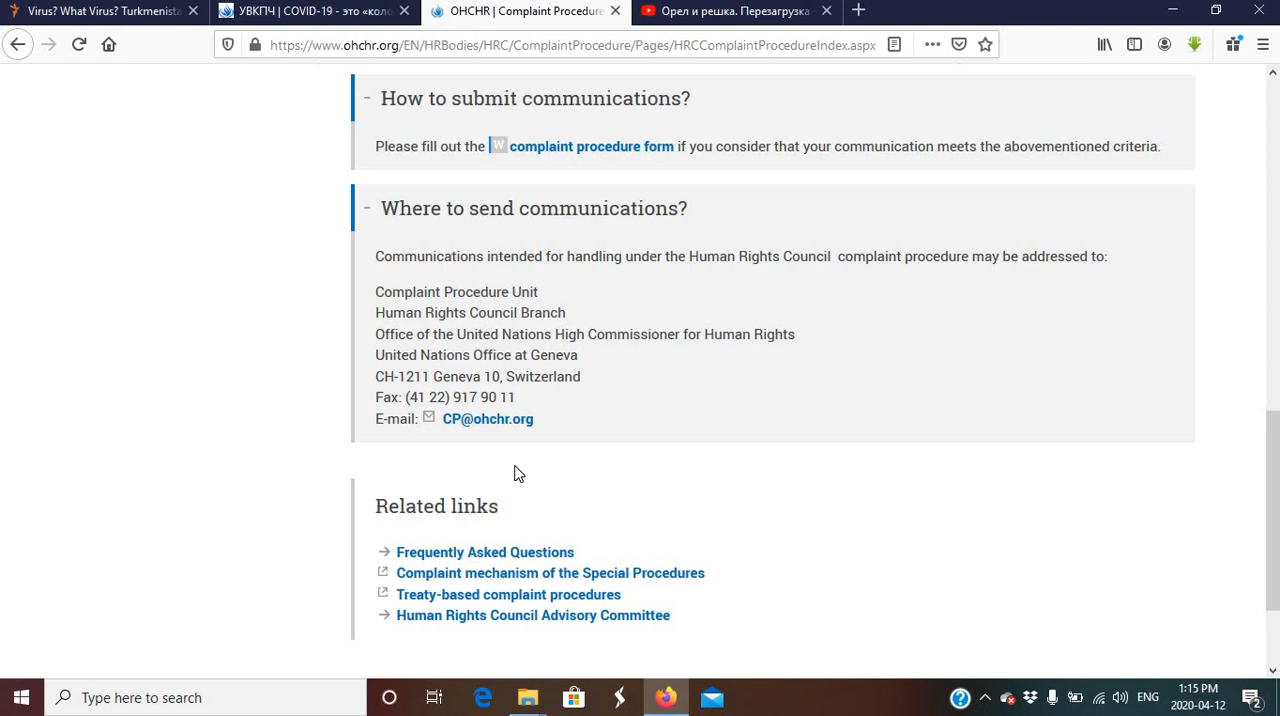 Virus? What Virus? Turkmenista
УВКПЧ | COVID-19 - это «коло
OHCHR | Complaint Procedure
Орел и решка. Перезагрузка -
https://www.ohchr.org/EN/HRBodies/HRC/ComplaintProcedure/Pages/HRCComplaintProcedureIndex.aspx
How to submit communications?
Please fill out the complaint procedure form if you consider that your communication meets the abovementioned criteria.
Where to send communications?
Communications intended for handling under the Human Rights Council complaint procedure may be addressed to:
Complaint Procedure Unit
Human Rights Council Branch
Office of the United Nations High Commissioner for Human Rights
United Nations Office at Geneva
CH-1211 Geneva 10, Switzerland
Fax: (41 22) 917 90 11
E-mail: CP@ohchr.org
Related links
Frequently Asked Questions
Complaint mechanism of the Special Procedures
Treaty-based complaint procedures
Human Rights Council Advisory Committee
Type here to search
ENG
1:15 PM
2020-04-12
2